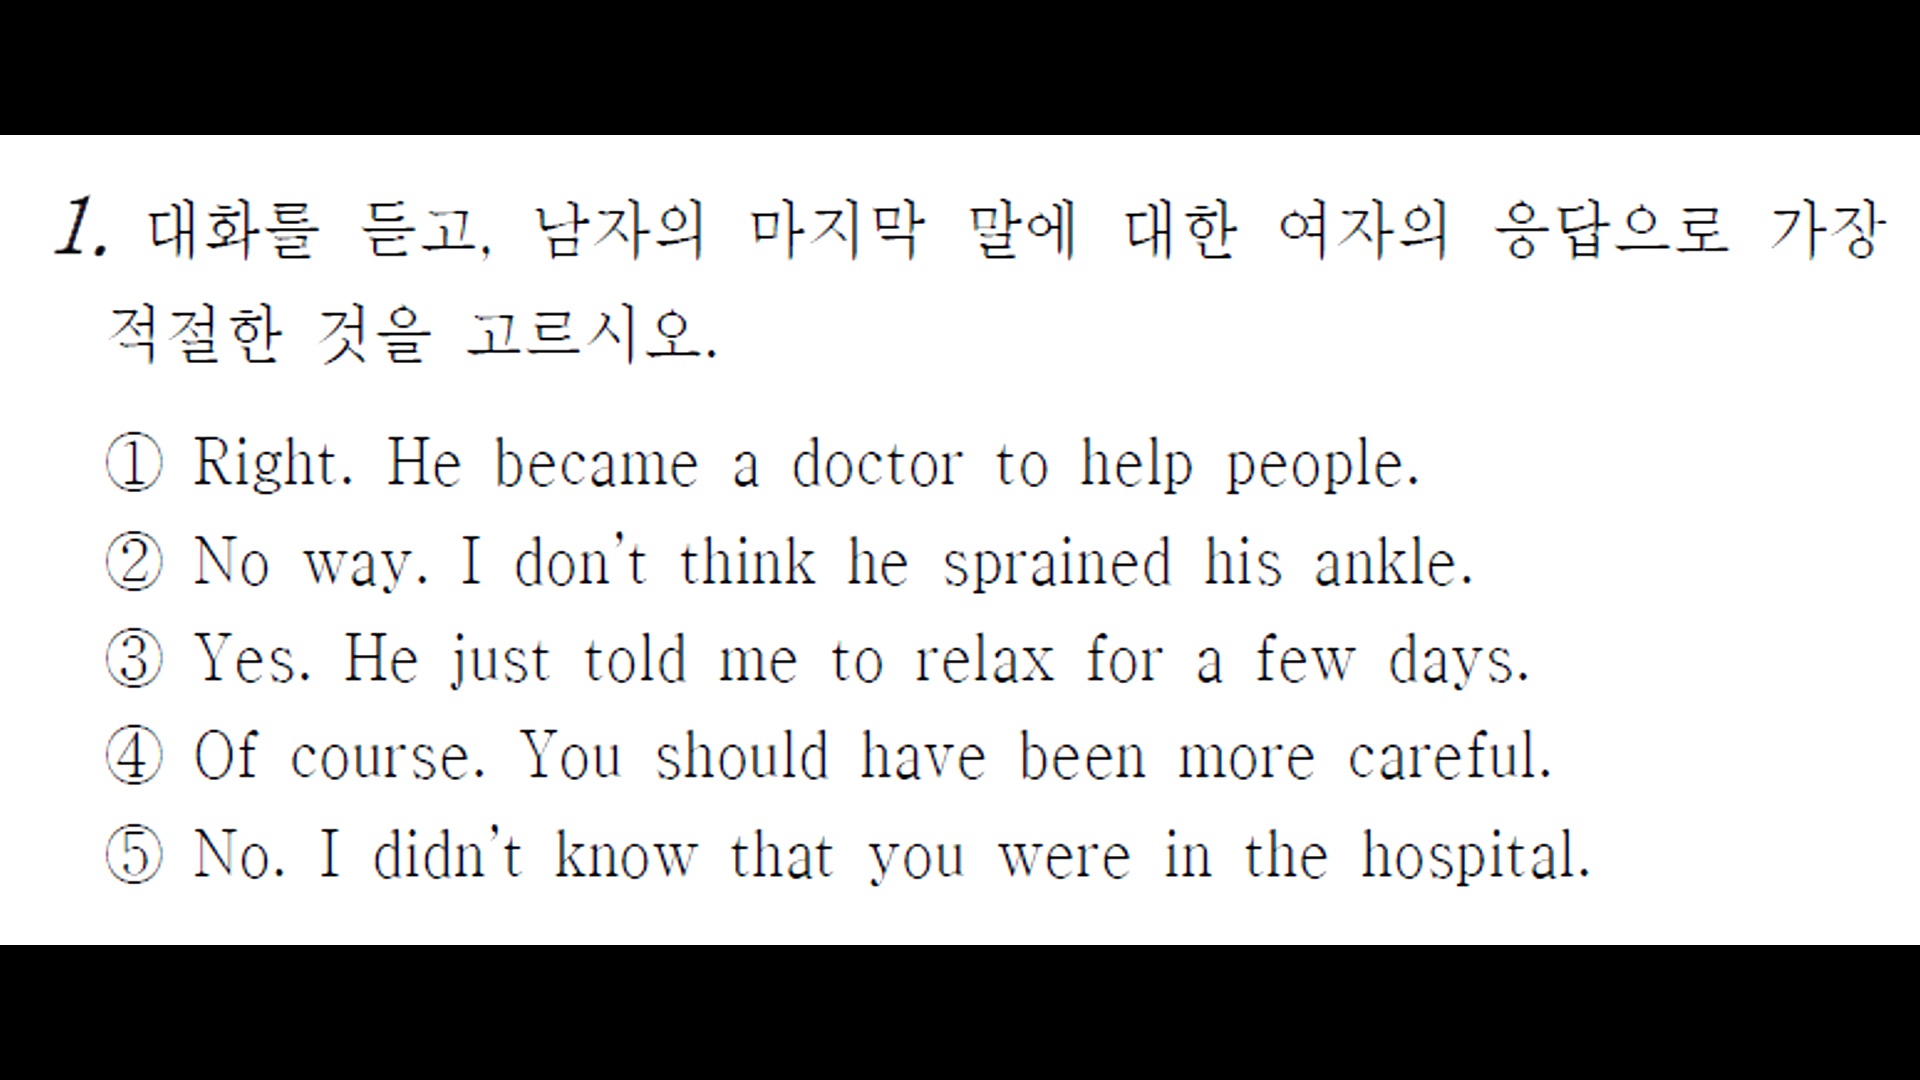 1. 대화를 듣고, 남자의 마지막 말에 대한 여자의 응답으로 가장
적절한 것을 고르시오.
① Right. He became a doctor to help people.
② No way. I don't think he sprained his ankle.
③ Yes. He just told me to relax for a few days.
④ Of course. You should have been more careful.
⑤ No. I didn't know that you were in the hospital.